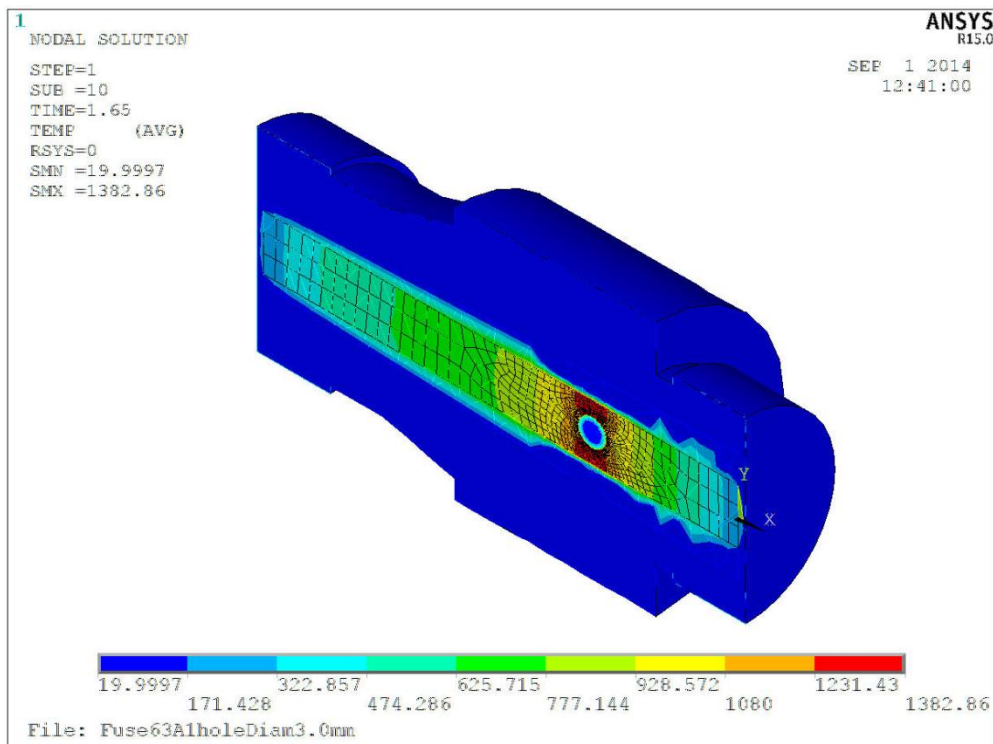 1
NODAL SOLUTION
STEP=1
SUB =10
TIME=1.65
TEMP (AVG)
RSYS=0
SMN =19.9997
SMX =1382.86
ANSYS
R15.0
SEP 1 2014
12:41:00
Y
X
19.9997 322.857 625.715 928.572 1231.43
171.428 474.286 777.144 1080 1382.86
File: Fuse63A1holeDiam3.0mm